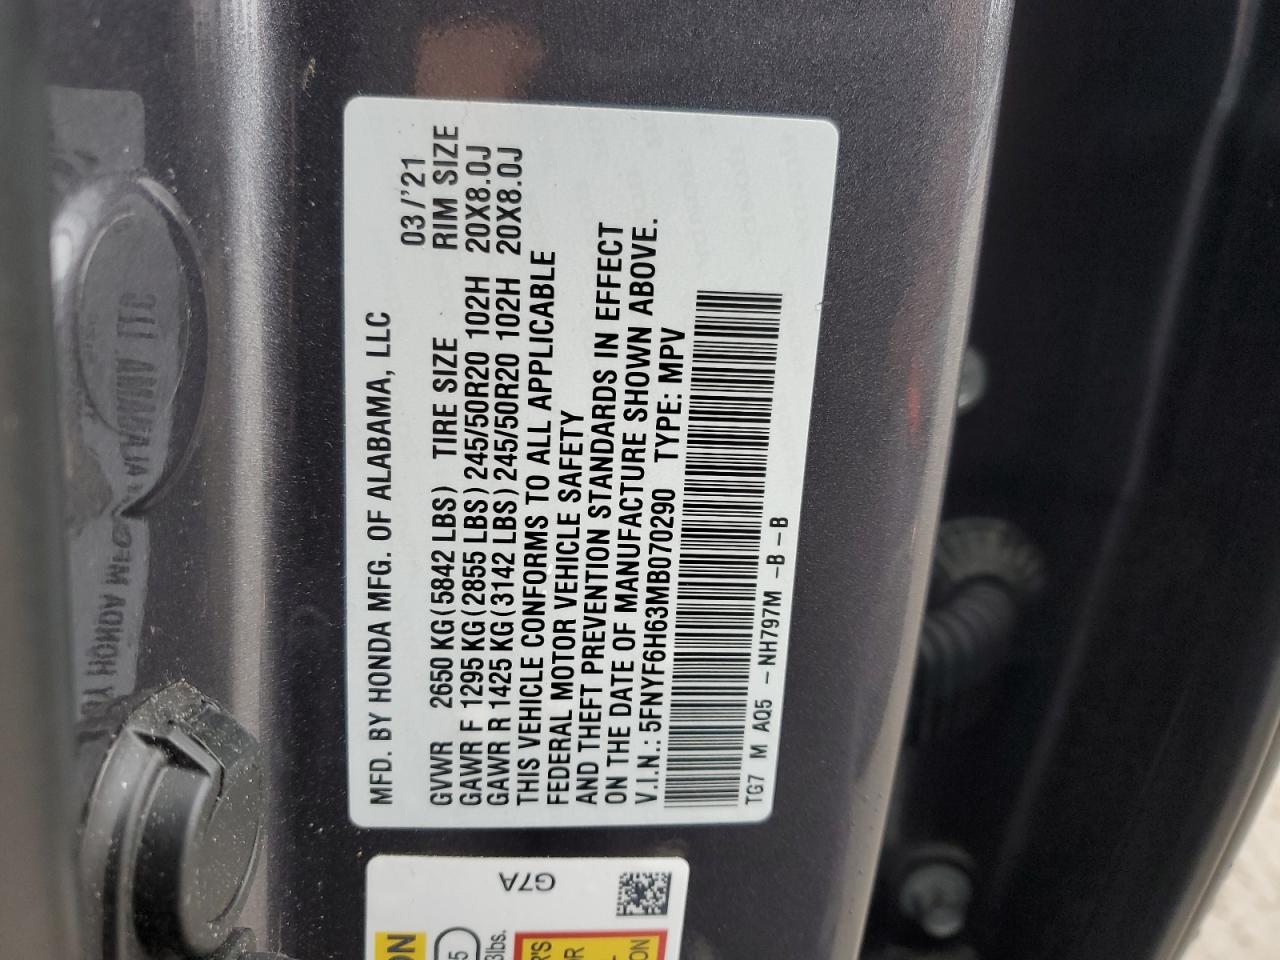 MFD. BY HONDA MFG. OF ALABAMA, LLC
03/'21
GVWR 2650 KG(5842 LBS) TIRE SIZE RIM SIZE
GAWR F 1295 KG(2855 LBS) 245/50R20 102H 20X8.0J
GAWR R 1425 KG(3142 LBS) 245/50R20 102H 20X8.0J
THIS VEHICLE CONFORMS TO ALL APPLICABLE
FEDERAL MOTOR VEHICLE SAFETY
AND THEFT PREVENTION STANDARDS IN EFFECT
ON THE DATE OF MANUFACTURE SHOWN ABOVE.
V.I.N.: 5FNYF6H63MB070290 TYPE: MPV
TG7 M AQ5 -NH797M -B -B
G7A